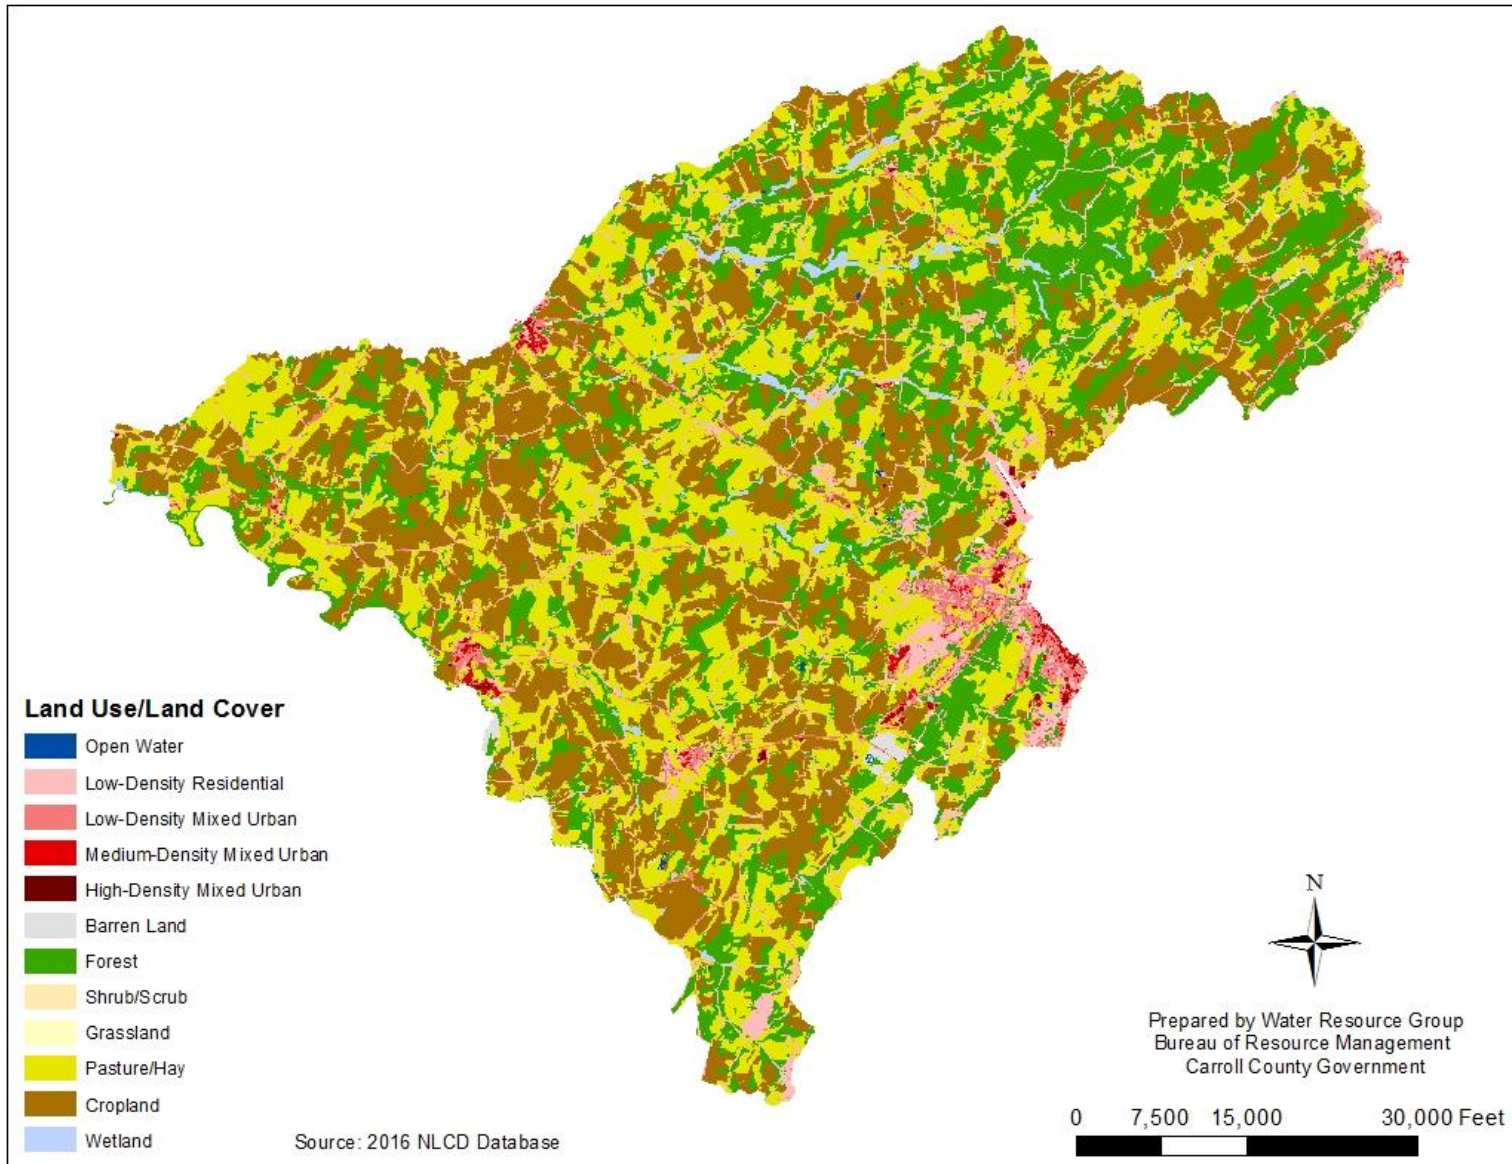 Land Use/Land Cover
Open Water
Low-Density Residential
Low-Density Mixed Urban
Medium-Density Mixed Urban
High-Density Mixed Urban
Barren Land
Forest
Shrub/Scrub
Grassland
Pasture/Hay
Cropland
Wetland
Source: 2016 NLCD Database
N
Prepared by Water Resource Group
Bureau of Resource Management
Carroll County Government
0 7,500 15,000 30,000 Feet